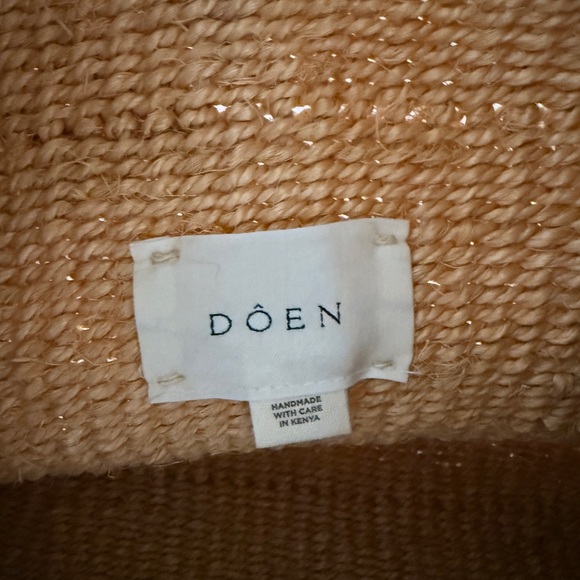 DÔEN
HANDMADE
WITH CARE
IN KENYA